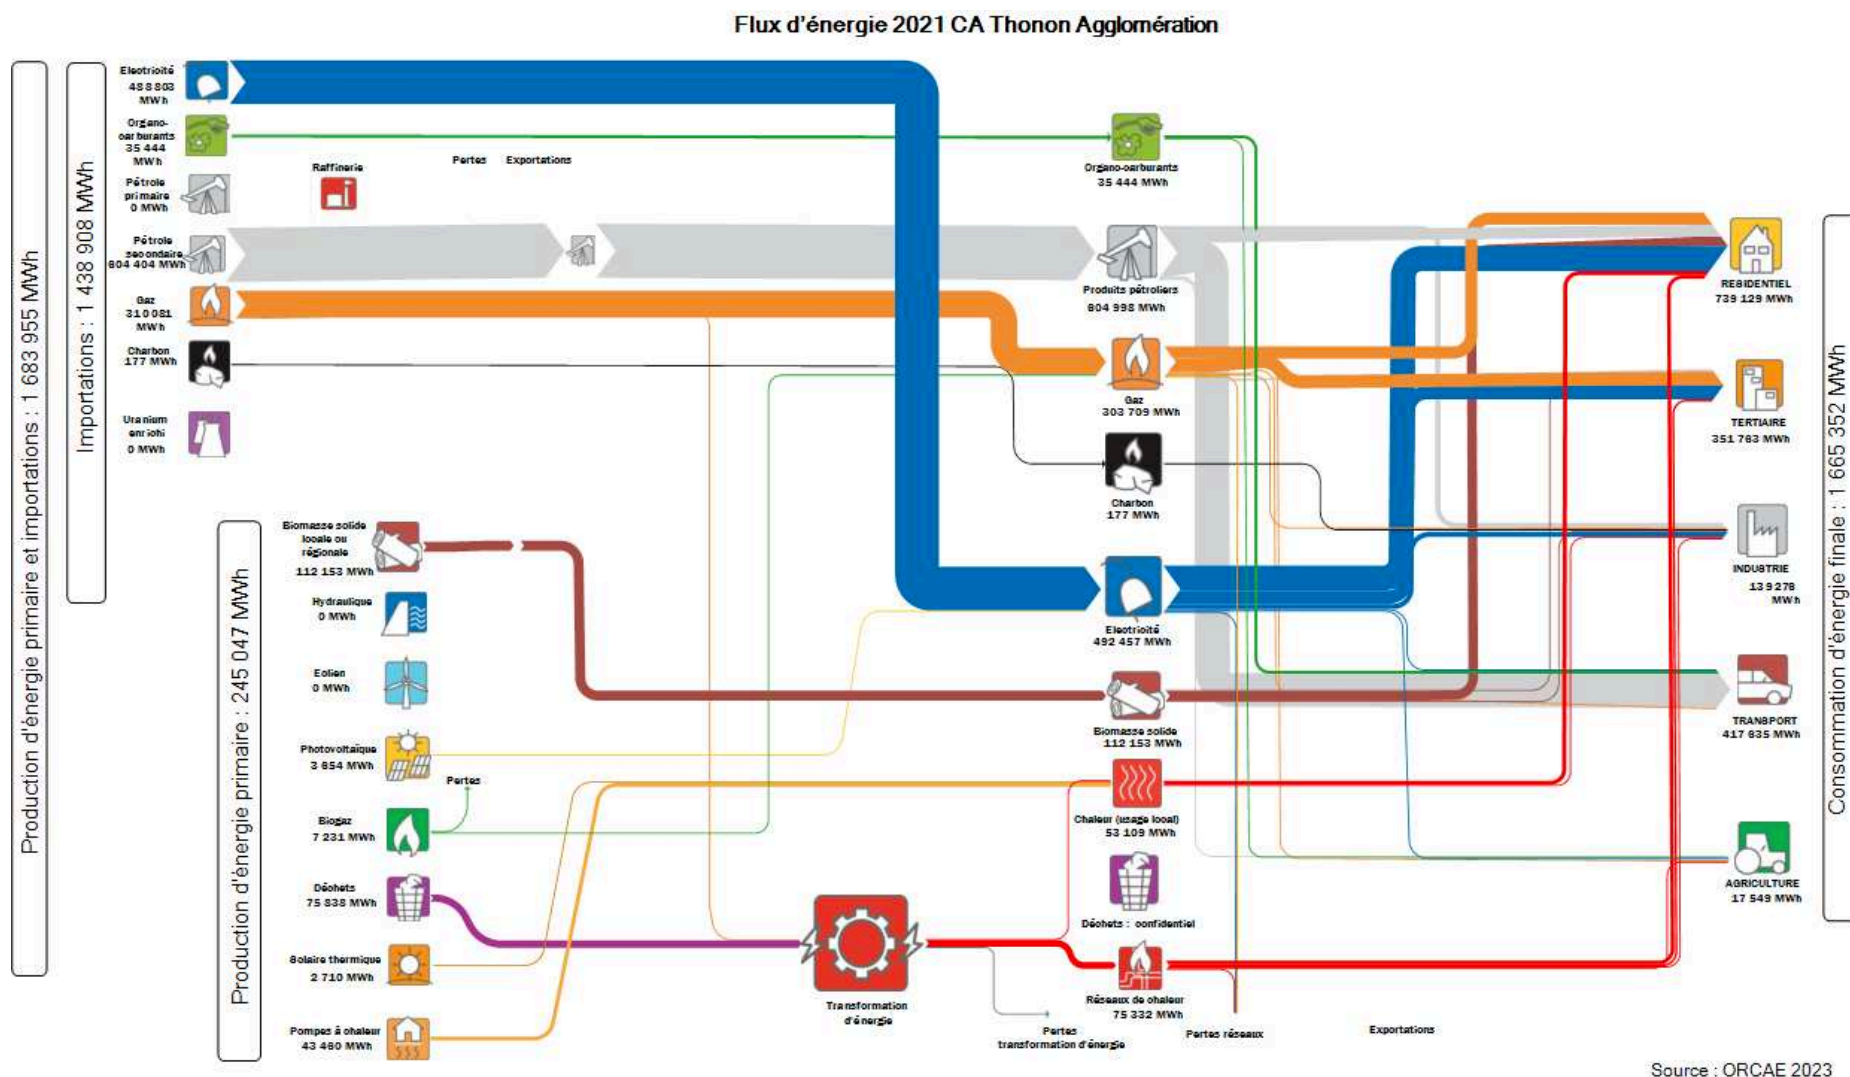 Flux d'énergie 2021 CA Thonon Agglomération
Production d'énergie primaire et importations : 1 683 955 MWh
Importations : 1 438 908 MWh
Electricité
488 803
MWh
Organo-
carburants
35 444
MWh
Pétrole
primaire
0 MWh
Raffinerie
Pertes
Exportations
Pétrole
secondaire
604 404 MWh
Gaz
310 081
MWh
Charbon
177 MWh
Uranium
enrichi
0 MWh
Production d'énergie primaire : 245 047 MWh
Biomasse solide
locale ou
régionale
112 153 MWh
Hydraulique
0 MWh
Eolien
0 MWh
Photovoltaïque
3 654 MWh
Pertes
Biogaz
7 231 MWh
Déchets
75 838 MWh
Solaire thermique
2 710 MWh
Pompes à chaleur
43 460 MWh
Transformation
d'énergie
Pertes
transformation d'énergie
Organo-carburants
35 444 MWh
Produits pétroliers
604 998 MWh
Gaz
303 709 MWh
Charbon
177 MWh
Electricité
492 457 MWh
Biomasse solide
112 153 MWh
Chaleur (usage local)
53 109 MWh
Déchets : confidentiel
Réseaux de chaleur
75 332 MWh
Pertes réseaux
Exportations
RESIDENTIEL
739 129 MWh
TERTIAIRE
351 763 MWh
INDUSTRIE
139 276
MWh
TRANSPORT
417 635 MWh
AGRICULTURE
17 549 MWh
Consommation d'énergie finale : 1 665 352 MWh
Source : ORCAE 2023